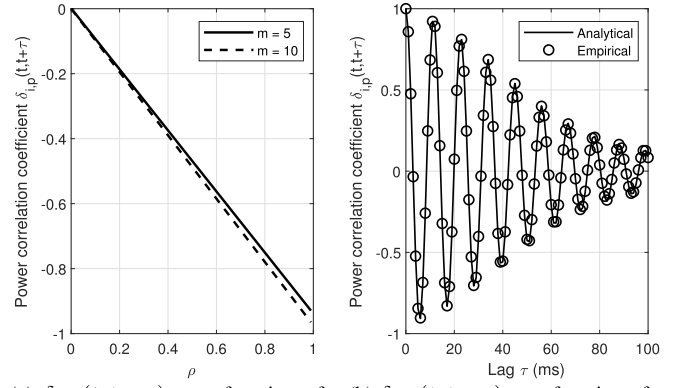 Power correlation coefficient δi,p(t,t+τ)
0
-0.2
-0.4
-0.6
-0.8
-1
0
0.2
0.4
0.6
0.8
1
ρ
m = 5
m = 10
Power correlation coefficient δi,p(t,t+τ)
1
0.5
0
-0.5
-1
0
20
40
60
80
100
Lag τ (ms)
Analytical
Empirical